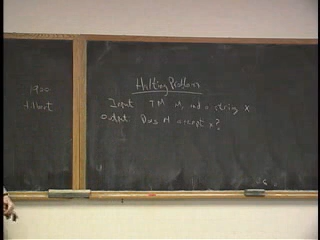 1900
Hilbert
Halting Problem
Input TM M, and a string x
Output Does M accept x?